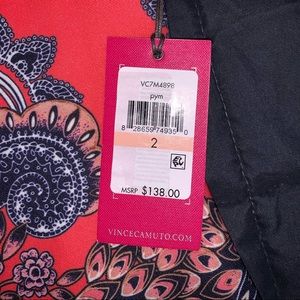 VC7M4898
pym
8 28659 74935 0
2
MSRP $138.00
VINCECAMUTO.COM